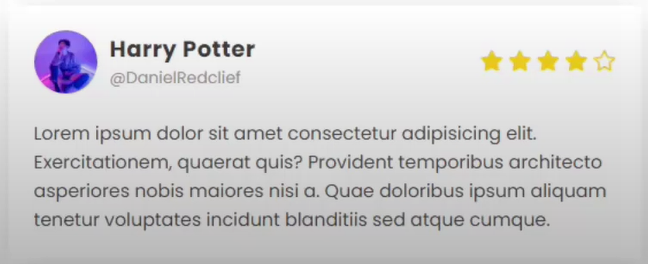 Harry Potter
@DanielRedclief
Lorem ipsum dolor sit amet consectetur adipisicing elit.
Exercitationem, quaerat quis? Provident temporibus architecto
asperiores nobis maiores nisi a. Quae doloribus ipsum aliquam
tenetur voluptates incidunt blanditiis sed atque cumque.